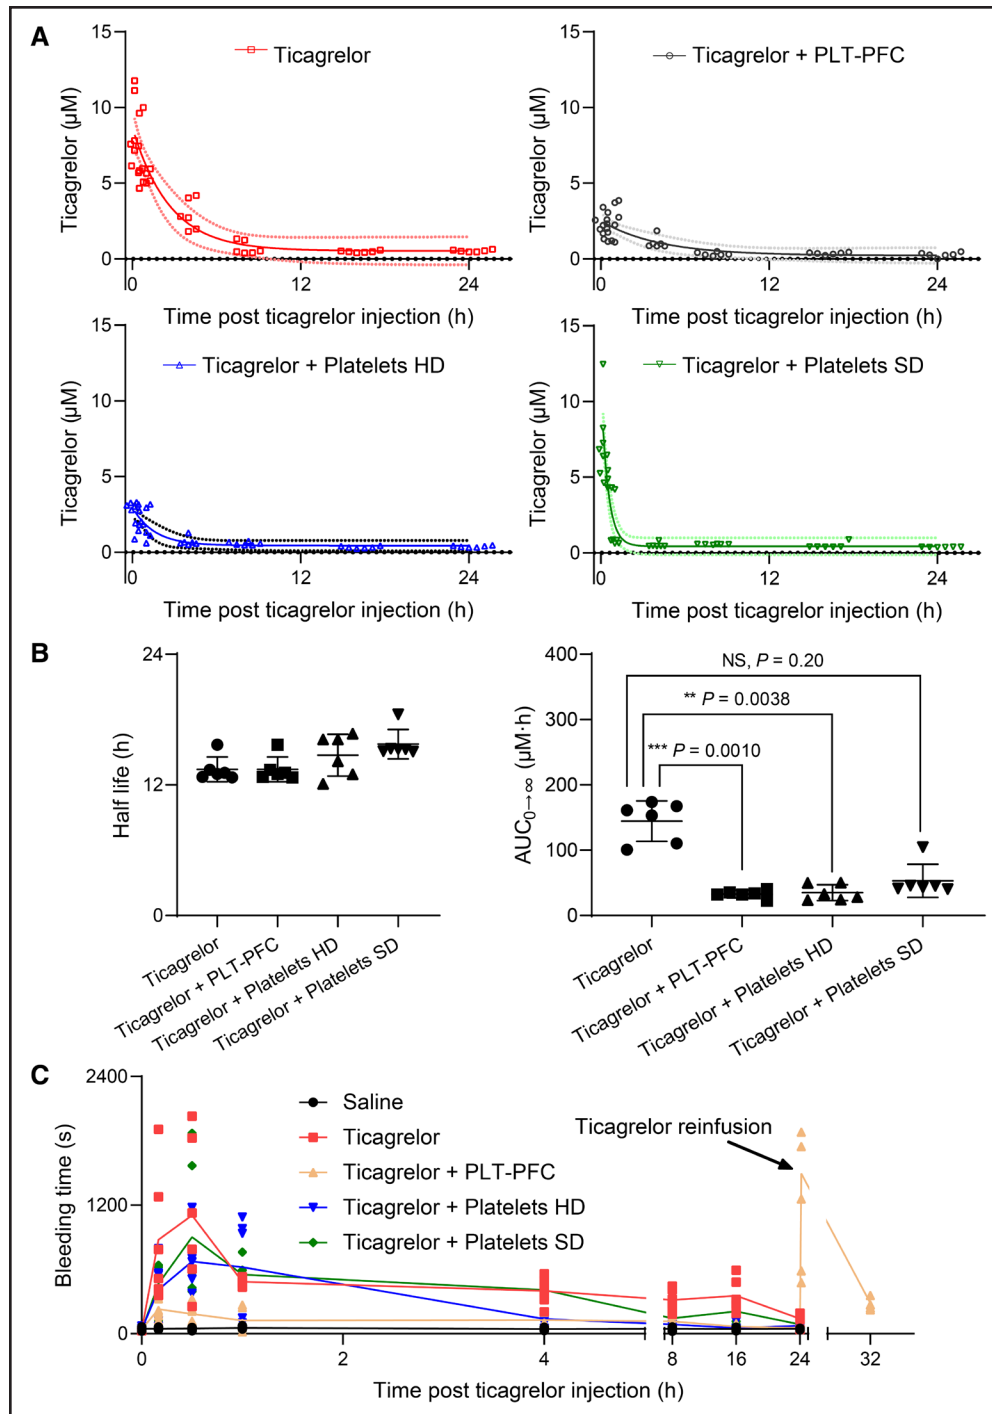 A
15
10
5
0
Ticagrelor (µM)
Ticagrelor
0
12
24
Time post ticagrelor injection (h)
15
10
5
0
Ticagrelor (µM)
Ticagrelor + PLT-PFC
0
12
24
Time post ticagrelor injection (h)
15
10
5
0
Ticagrelor (µM)
Ticagrelor + Platelets HD
0
12
24
Time post ticagrelor injection (h)
15
10
5
0
Ticagrelor (µM)
Ticagrelor + Platelets SD
0
12
24
Time post ticagrelor injection (h)
B
24
12
0
Half life (h)
Ticagrelor
Ticagrelor + PLT-PFC
Ticagrelor + Platelets HD
Ticagrelor + Platelets SD
400
300
200
100
0
AUC0→∞ (µM·h)
NS, P = 0.20
** P = 0.0038
*** P = 0.0010
Ticagrelor
Ticagrelor + PLT-PFC
Ticagrelor + Platelets HD
Ticagrelor + Platelets SD
C
2400
1200
0
Bleeding time (s)
Saline
Ticagrelor
Ticagrelor + PLT-PFC
Ticagrelor + Platelets HD
Ticagrelor + Platelets SD
Ticagrelor reinfusion
0
2
4
8
16
24
32
Time post ticagrelor injection (h)